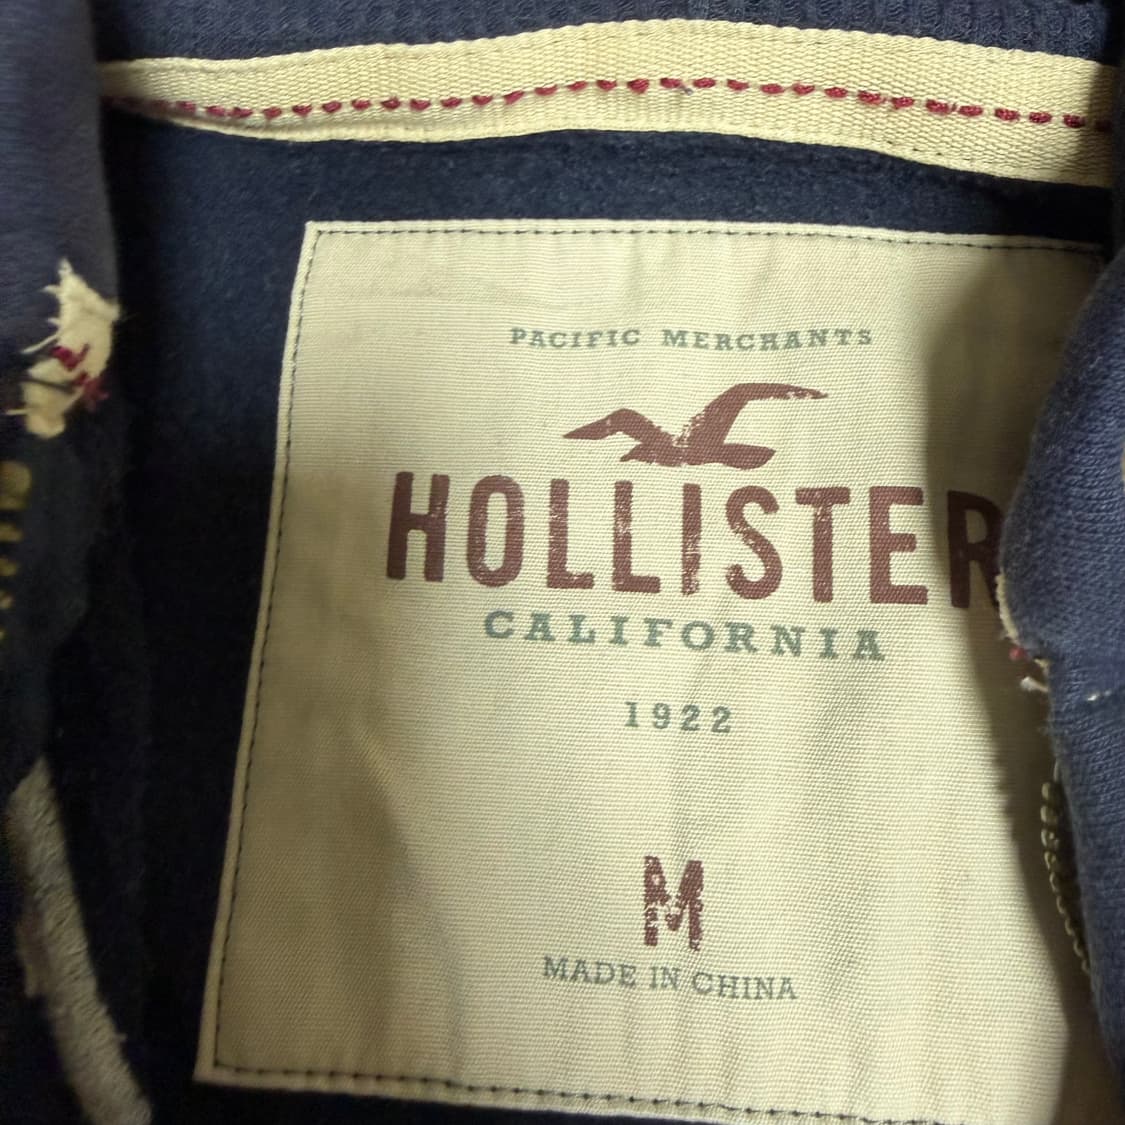 PACIFIC MERCHANTS
HOLLISTER
CALIFORNIA
1922
M
MADE IN CHINA